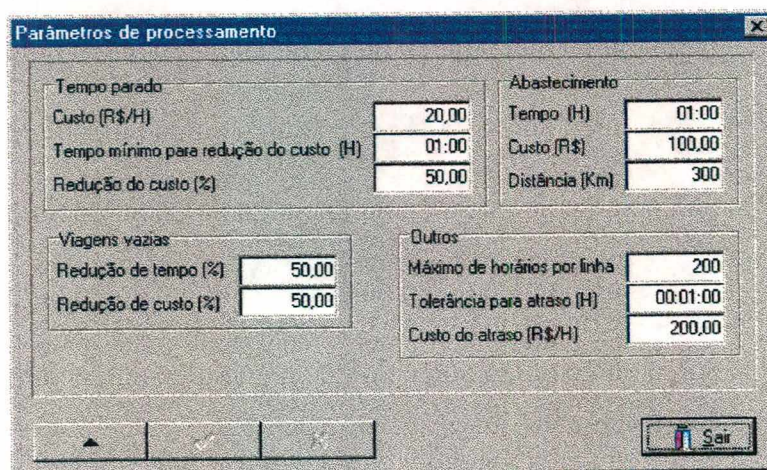 Parâmetros de processamento
Tempo parado
Custo (R$/H) 20,00
Tempo mínimo para redução do custo (H) 01:00
Redução do custo (%) 50,00
Abastecimento
Tempo (H) 01:00
Custo (R$) 100,00
Distância (Km) 300
Viagens vazias
Redução de tempo (%) 50,00
Redução de custo (%) 50,00
Outros
Máximo de horários por linha 200
Tolerância para atraso (H) 00:01:00
Custo do atraso (R$/H) 200,00
Sair